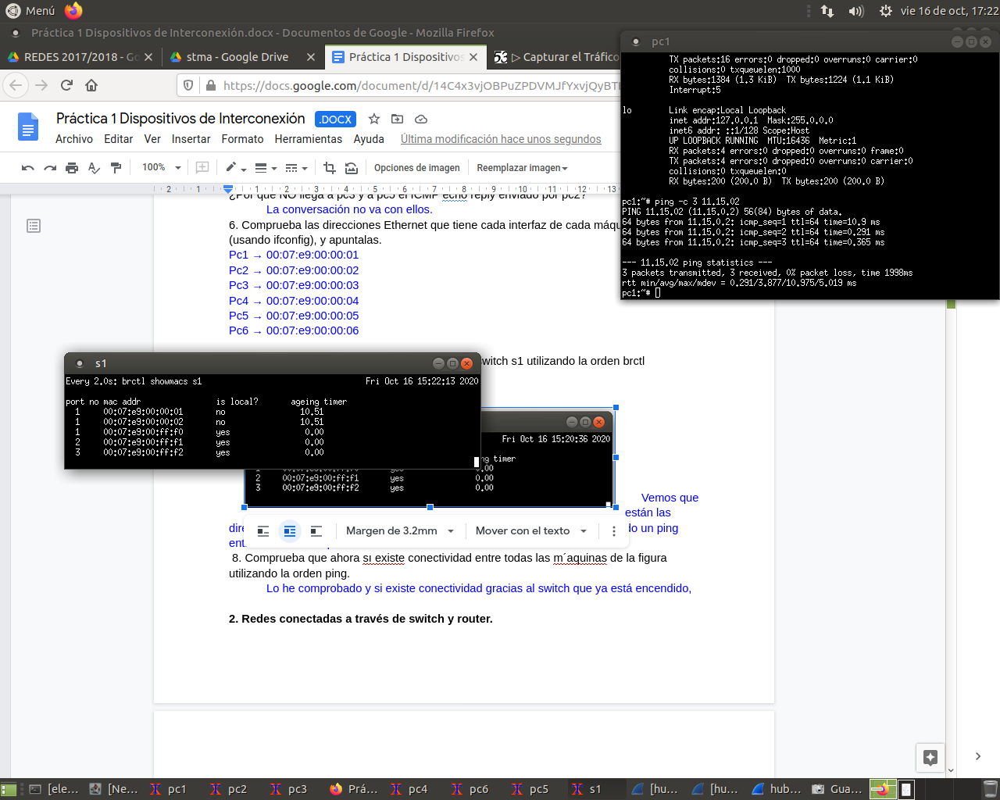 Menú
vie 16 de oct, 17:22
Práctica 1 Dispositivos de Interconexión.docx - Documentos de Google - Mozilla Firefox
REDES 2017/2018 - Go
stma - Google Drive
Práctica 1 Dispositivos
▷ Capturar el Tráfico
https://docs.google.com/document/d/14C4x3vjOBPuZPDVMJfYxvjQyBT
Práctica 1 Dispositivos de Interconexión
.DOCX
Archivo Editar Ver Insertar Formato Herramientas Ayuda Última modificación hace unos segundos
100%
Opciones de imagen
Reemplazar imagen
2 1 1 2 3 4 5 6 7 8 9 10 11 12 13
¿Por qué NO llega a pc3 y a pc5 el ICMP echo reply enviado por pc2?
La conversación no va con ellos.
6. Comprueba las direcciones Ethernet que tiene cada interfaz de cada máqu
(usando ifconfig), y apuntalas.
Pc1 → 00:07:e9:00:00:01
Pc2 → 00:07:e9:00:00:02
Pc3 → 00:07:e9:00:00:03
Pc4 → 00:07:e9:00:00:04
Pc5 → 00:07:e9:00:00:05
Pc6 → 00:07:e9:00:00:06
switch s1 utilizando la orden brctl
Fri Oct 16 15:20:36 2020
ng timer
1 0.00
2 00:07:e9:00:ff:f1 yes 0.00
3 00:07:e9:00:ff:f2 yes 0.00
Vemos que
están las
dire
do un ping
ent
Margen de 3.2mm
Mover con el texto
8. Comprueba que ahora sı existe conectividad entre todas las m´aquinas de la figura
utilizando la orden ping.
Lo he comprobado y si existe conectividad gracias al switch que ya está encendido,
2. Redes conectadas a través de switch y router.
pc1
TX packets:16 errors:0 dropped:0 overruns:0 carrier:0
collisions:0 txqueuelen:1000
RX bytes:1384 (1.3 KiB) TX bytes:1224 (1.1 KiB)
Interrupt:5
lo Link encap:Local Loopback
inet addr:127.0.0.1 Mask:255.0.0.0
inet6 addr: ::1/128 Scope:Host
UP LOOPBACK RUNNING MTU:16436 Metric:1
RX packets:4 errors:0 dropped:0 overruns:0 frame:0
TX packets:4 errors:0 dropped:0 overruns:0 carrier:0
collisions:0 txqueuelen:0
RX bytes:200 (200.0 B) TX bytes:200 (200.0 B)
pc1:~# ping -c 3 11.15.02
PING 11.15.02 (11.15.0.2) 56(84) bytes of data.
64 bytes from 11.15.0.2: icmp_seq=1 ttl=64 time=10.9 ms
64 bytes from 11.15.0.2: icmp_seq=2 ttl=64 time=0.291 ms
64 bytes from 11.15.0.2: icmp_seq=3 ttl=64 time=0.365 ms
--- 11.15.02 ping statistics ---
3 packets transmitted, 3 received, 0% packet loss, time 1998ms
rtt min/avg/max/mdev = 0.291/3.877/10.975/5.019 ms
pc1:~#
s1
Every 2.0s: brctl showmacs s1 Fri Oct 16 15:22:13 2020
port no mac addr is local? ageing timer
1 00:07:e9:00:00:01 no 10.51
1 00:07:e9:00:00:02 no 10.51
1 00:07:e9:00:ff:f0 yes 0.00
2 00:07:e9:00:ff:f1 yes 0.00
3 00:07:e9:00:ff:f2 yes 0.00
[ele... [Ne... pc1 pc2 pc3 Prá... pc4 pc6 pc5 s1 [hu... [hu... hub... Gua...